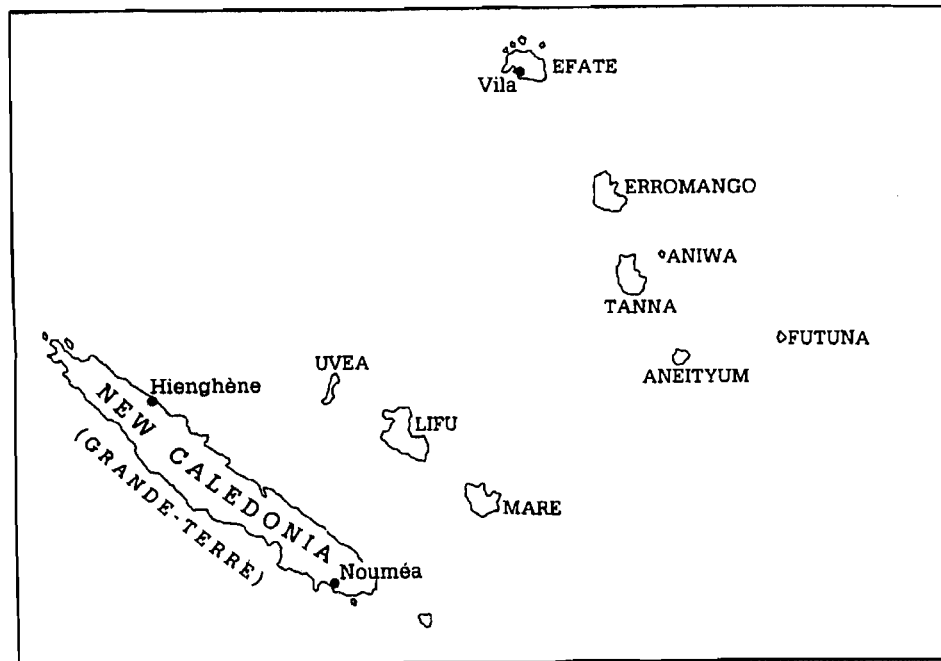 EFATE
Vila
ERROMANGO
ANIWA
TANNA
FUTUNA
UVEA
ANEITYUM
Hienghène
LIFU
NEW CALEDONIA
(GRANDE-TERRE)
MARE
Nouméa